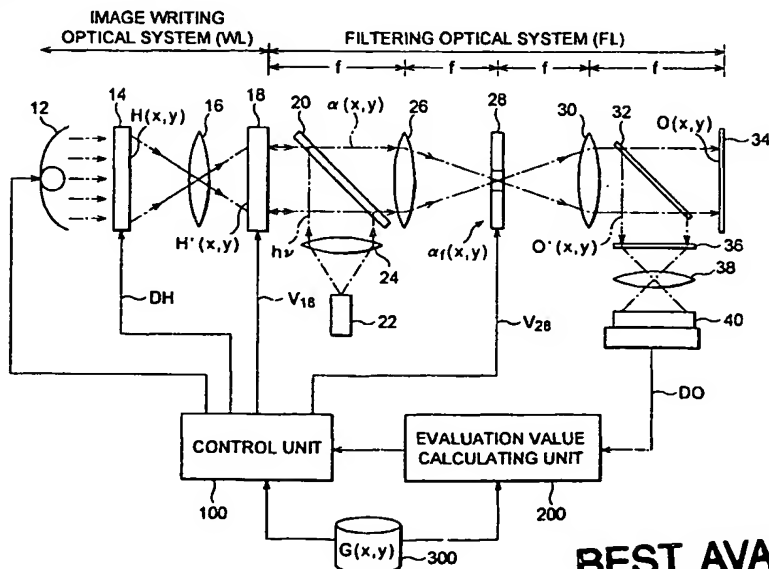 IMAGE WRITING
OPTICAL SYSTEM (WL)
FILTERING OPTICAL SYSTEM (FL)
f f f f
12 14 H(x,y) 16 18 20 α(x,y) 26 28 30 32 O(x,y) 34
H'(x,y) hν 24 αf(x,y) O'(x,y) 36
38
DH V18 22 V28 40
DO
CONTROL UNIT
EVALUATION VALUE
CALCULATING UNIT
100 200
G(x,y) 300
BEST AVA